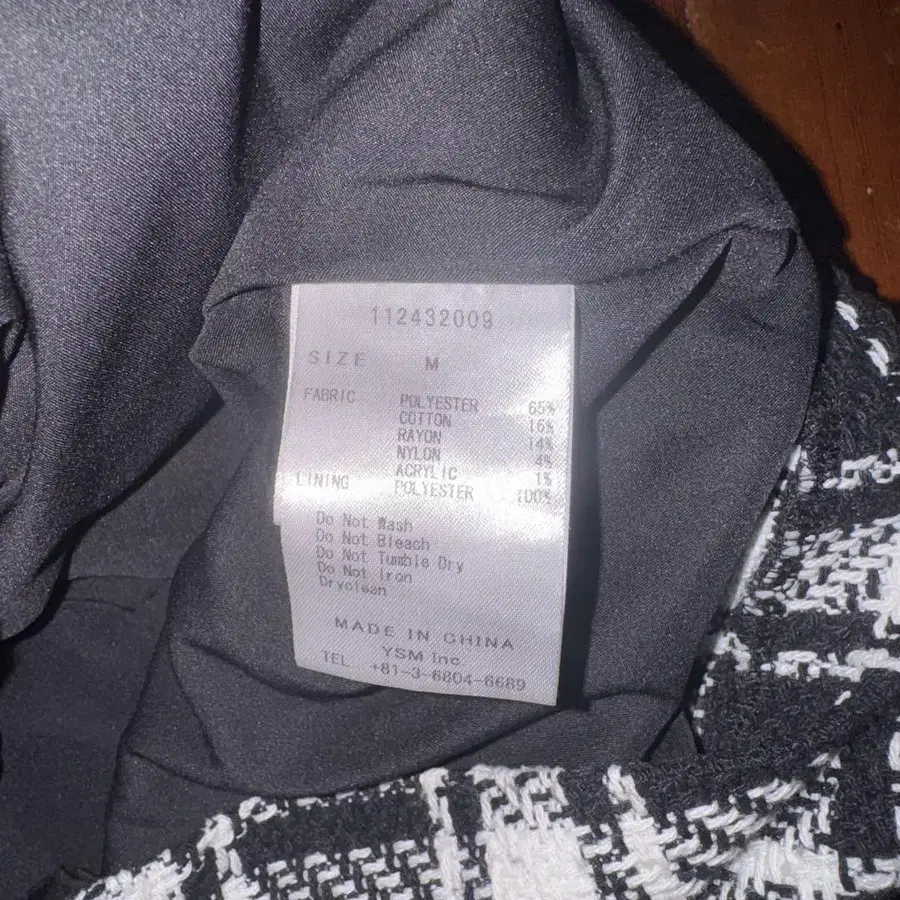 112432009
SIZE M
FABRIC POLYESTER 65%
COTTON 16%
RAYON 14%
NYLON 4%
ACRYLIC 1%
LINING POLYESTER 100%
Do Not Wash
Do Not Bleach
Do Not Tumble Dry
Do Not Iron
Dryclean
MADE IN CHINA
YSM Inc.
TEL +81-3-6804-6689